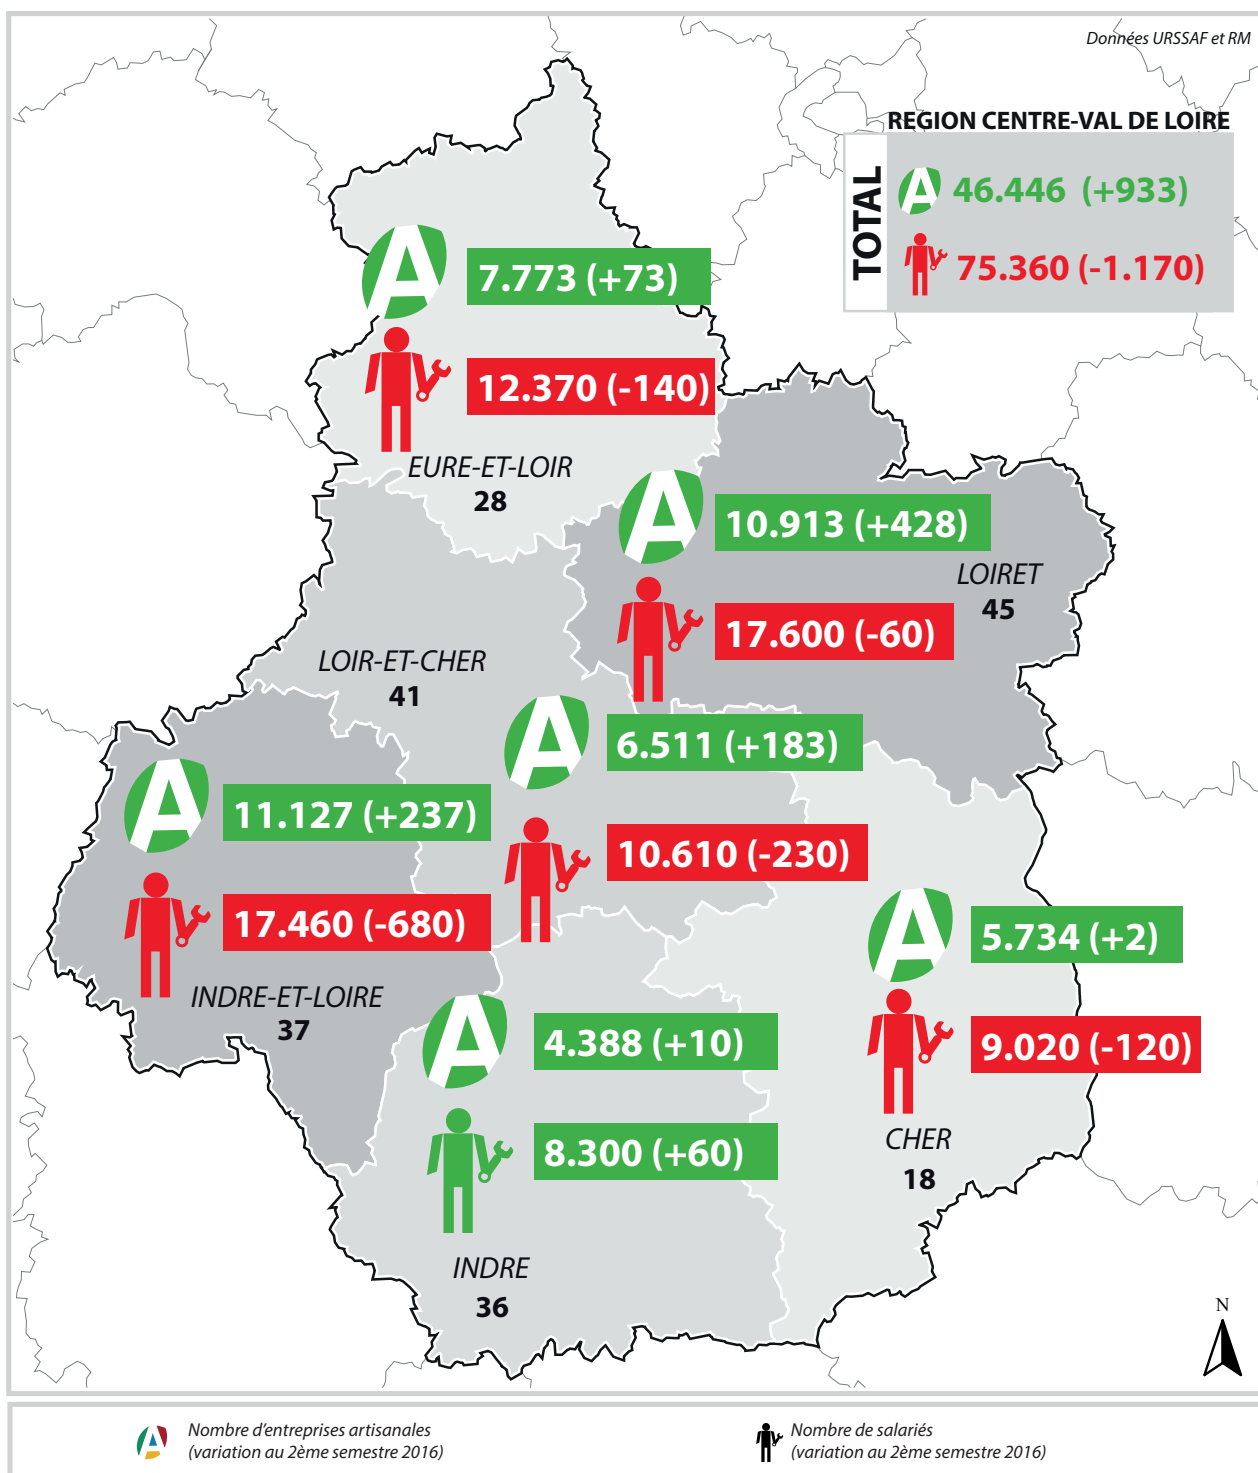 Données URSSAF et RM
REGION CENTRE-VAL DE LOIRE
TOTAL
A 46.446 (+933)
75.360 (-1.170)
A 7.773 (+73)
12.370 (-140)
EURE-ET-LOIR
28
A 10.913 (+428)
LOIRET
45
17.600 (-60)
LOIR-ET-CHER
41
A 6.511 (+183)
10.610 (-230)
A 11.127 (+237)
17.460 (-680)
INDRE-ET-LOIRE
37
A 5.734 (+2)
9.020 (-120)
CHER
18
A 4.388 (+10)
8.300 (+60)
INDRE
36
N
A Nombre d'entreprises artisanales
(variation au 2ème semestre 2016)
Nombre de salariés
(variation au 2ème semestre 2016)